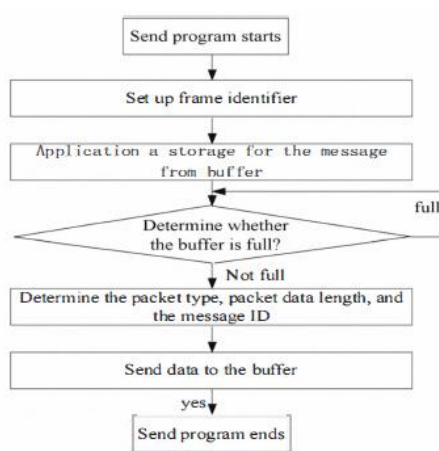 Send program starts
Set up frame identifier
Application a storage for the message
from buffer
full
Determine whether
the buffer is full?
Not full
Determine the packet type, packet data length, and
the message ID
Send data to the buffer
yes
Send program ends